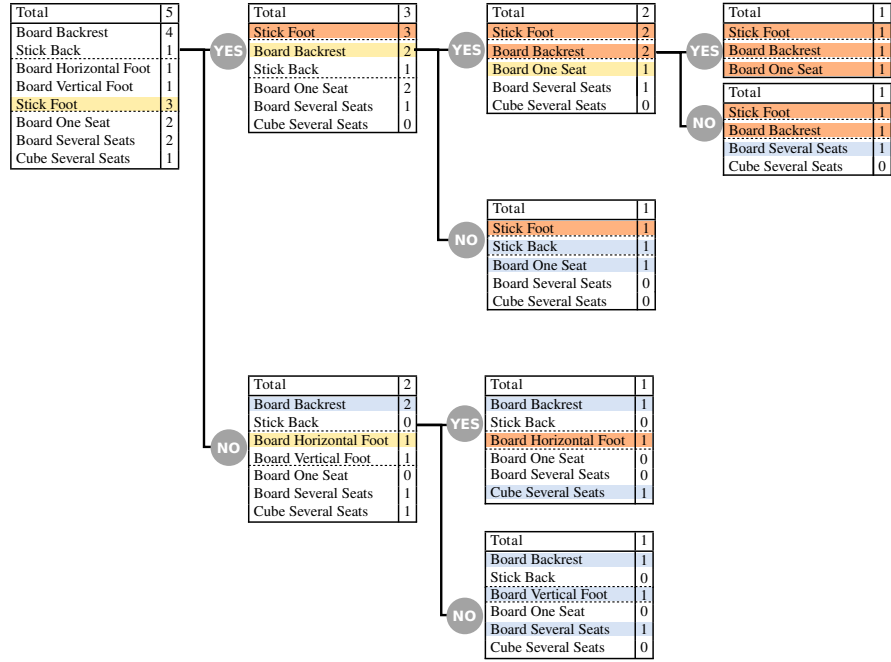 Total 5
Board Backrest 4
Stick Back 1
Board Horizontal Foot 1
Board Vertical Foot 1
Stick Foot 3
Board One Seat 2
Board Several Seats 2
Cube Several Seats 1
YES
Total 3
Stick Foot 3
Board Backrest 2
Stick Back 1
Board One Seat 2
Board Several Seats 1
Cube Several Seats 0
YES
Total 2
Stick Foot 2
Board Backrest 2
Board One Seat 1
Board Several Seats 1
Cube Several Seats 0
YES
Total 1
Stick Foot 1
Board Backrest 1
Board One Seat 1
NO
Total 1
Stick Foot 1
Board Backrest 1
Board Several Seats 1
Cube Several Seats 0
NO
Total 1
Stick Foot 1
Stick Back 1
Board One Seat 1
Board Several Seats 0
Cube Several Seats 0
NO
Total 2
Board Backrest 2
Stick Back 0
Board Horizontal Foot 1
Board Vertical Foot 1
Board One Seat 0
Board Several Seats 1
Cube Several Seats 1
YES
Total 1
Board Backrest 1
Stick Back 0
Board Horizontal Foot 1
Board One Seat 0
Board Several Seats 0
Cube Several Seats 1
NO
Total 1
Board Backrest 1
Stick Back 0
Board Vertical Foot 1
Board One Seat 0
Board Several Seats 1
Cube Several Seats 0